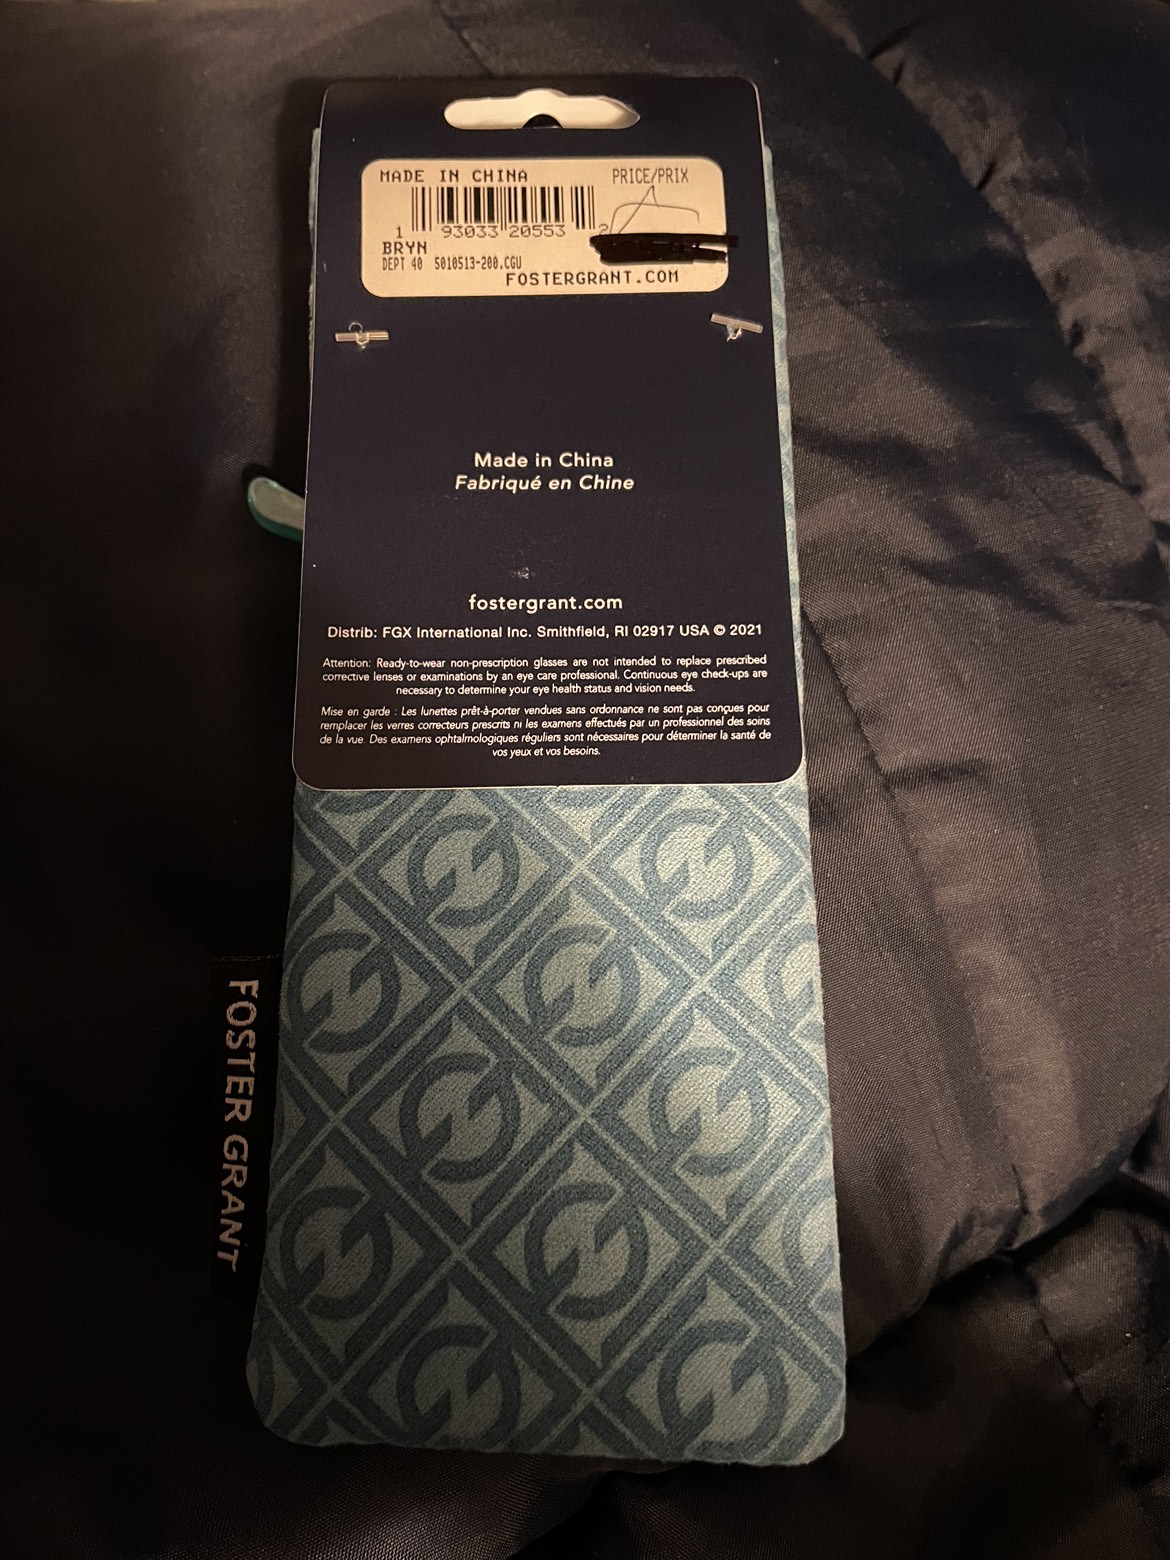 MADE IN CHINA
PRICE/PRIX
1 93033 20553 2
BRYN
DEPT 40 S010513-200.CGU
FOSTERGRANT.COM
Made in China
Fabriqué en Chine
fostergrant.com
Distrib: FGX International Inc. Smithfield, RI 02917 USA © 2021
Attention: Ready-to-wear non-prescription glasses are not intended to replace prescribed
corrective lenses or examinations by an eye care professional. Continuous eye check-ups are
necessary to determine your eye health status and vision needs.
Mise en garde : Les lunettes prêt-à-porter vendues sans ordonnance ne sont pas conçues pour
remplacer les verres correcteurs prescrits ni les examens effectués par un professionnel des soins
de la vue. Des examens ophtalmologiques réguliers sont nécessaires pour déterminer la santé de
vos yeux et vos besoins.
FOSTER GRANT